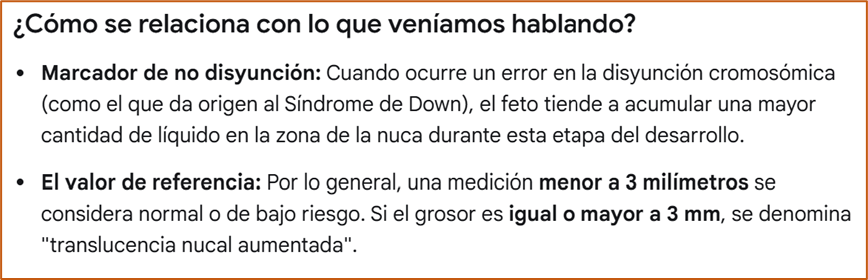 ¿Cómo se relaciona con lo que veníamos hablando?
• Marcador de no disyunción: Cuando ocurre un error en la disyunción cromosómica
(como el que da origen al Síndrome de Down), el feto tiende a acumular una mayor
cantidad de líquido en la zona de la nuca durante esta etapa del desarrollo.
• El valor de referencia: Por lo general, una medición menor a 3 milímetros se
considera normal o de bajo riesgo. Si el grosor es igual o mayor a 3 mm, se denomina
"translucencia nucal aumentada".